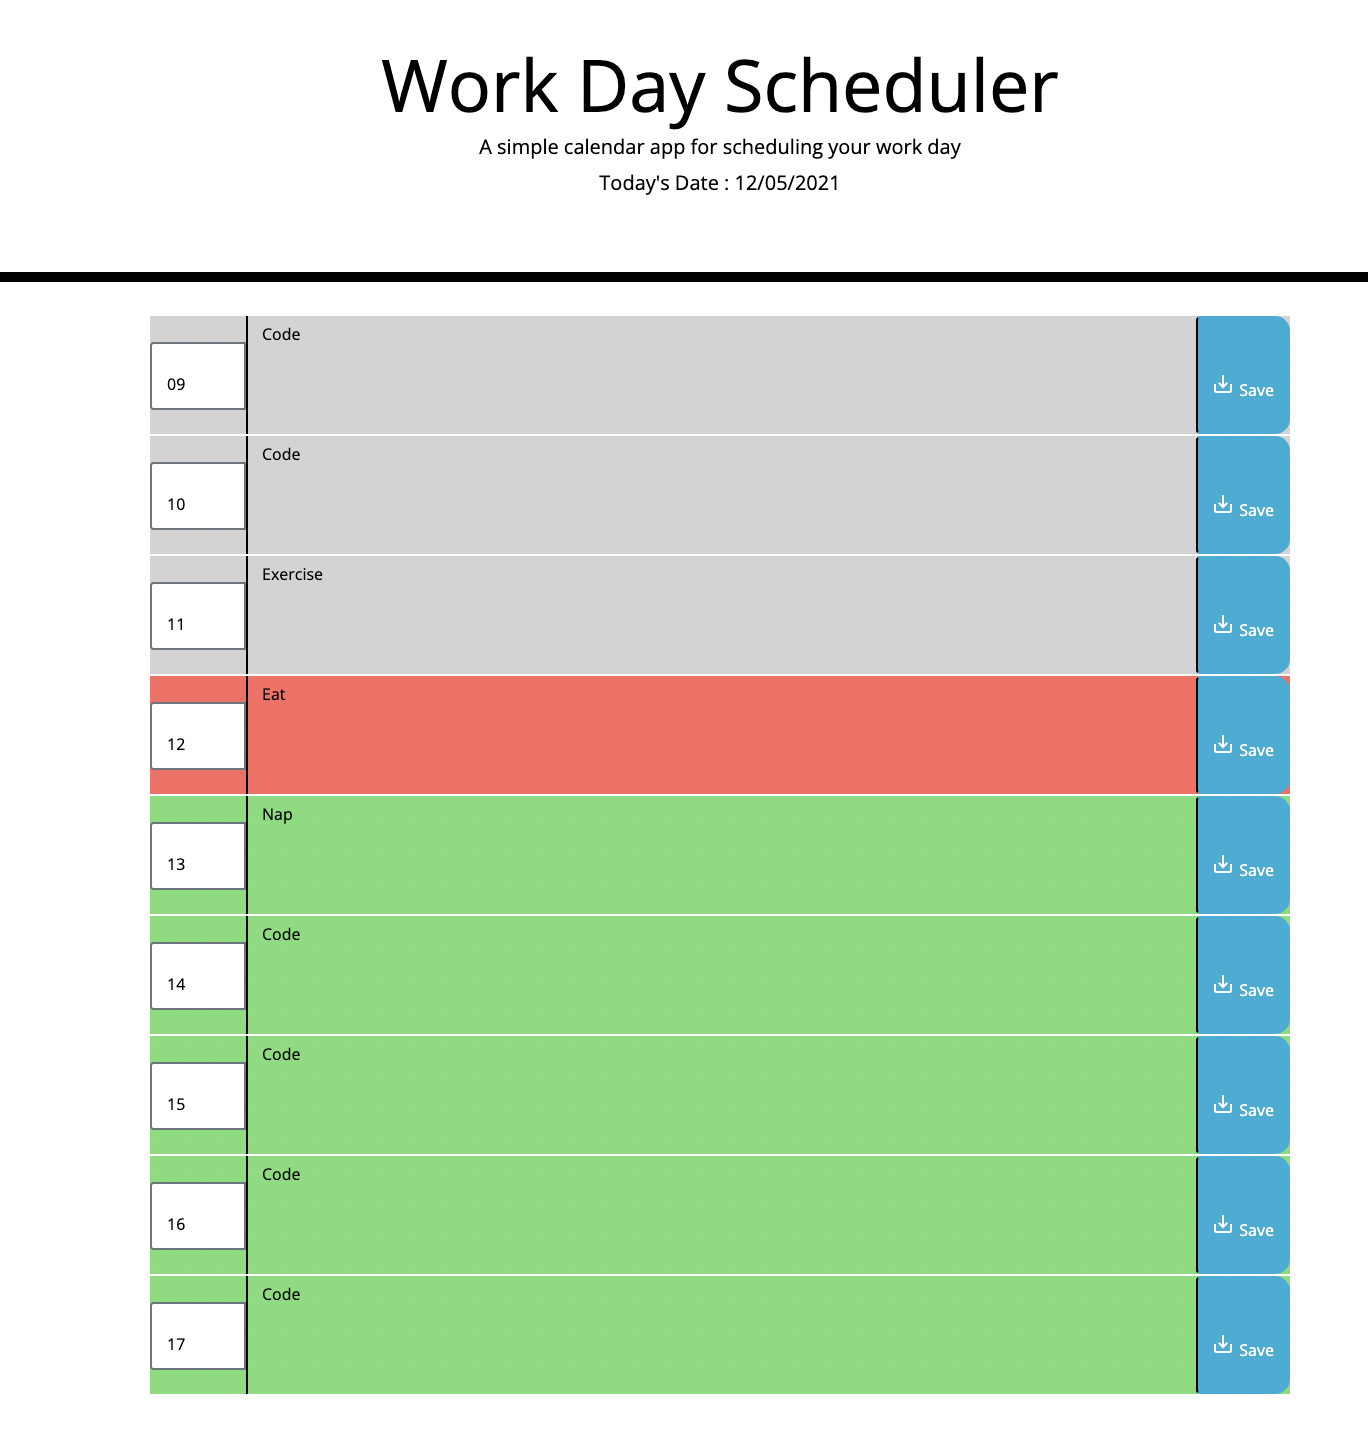 Work Day Scheduler
A simple calendar app for scheduling your work day
Today's Date : 12/05/2021
Code
09
Save
Code
10
Save
Exercise
11
Save
Eat
12
Save
Nap
13
Save
Code
14
Save
Code
15
Save
Code
16
Save
Code
17
Save